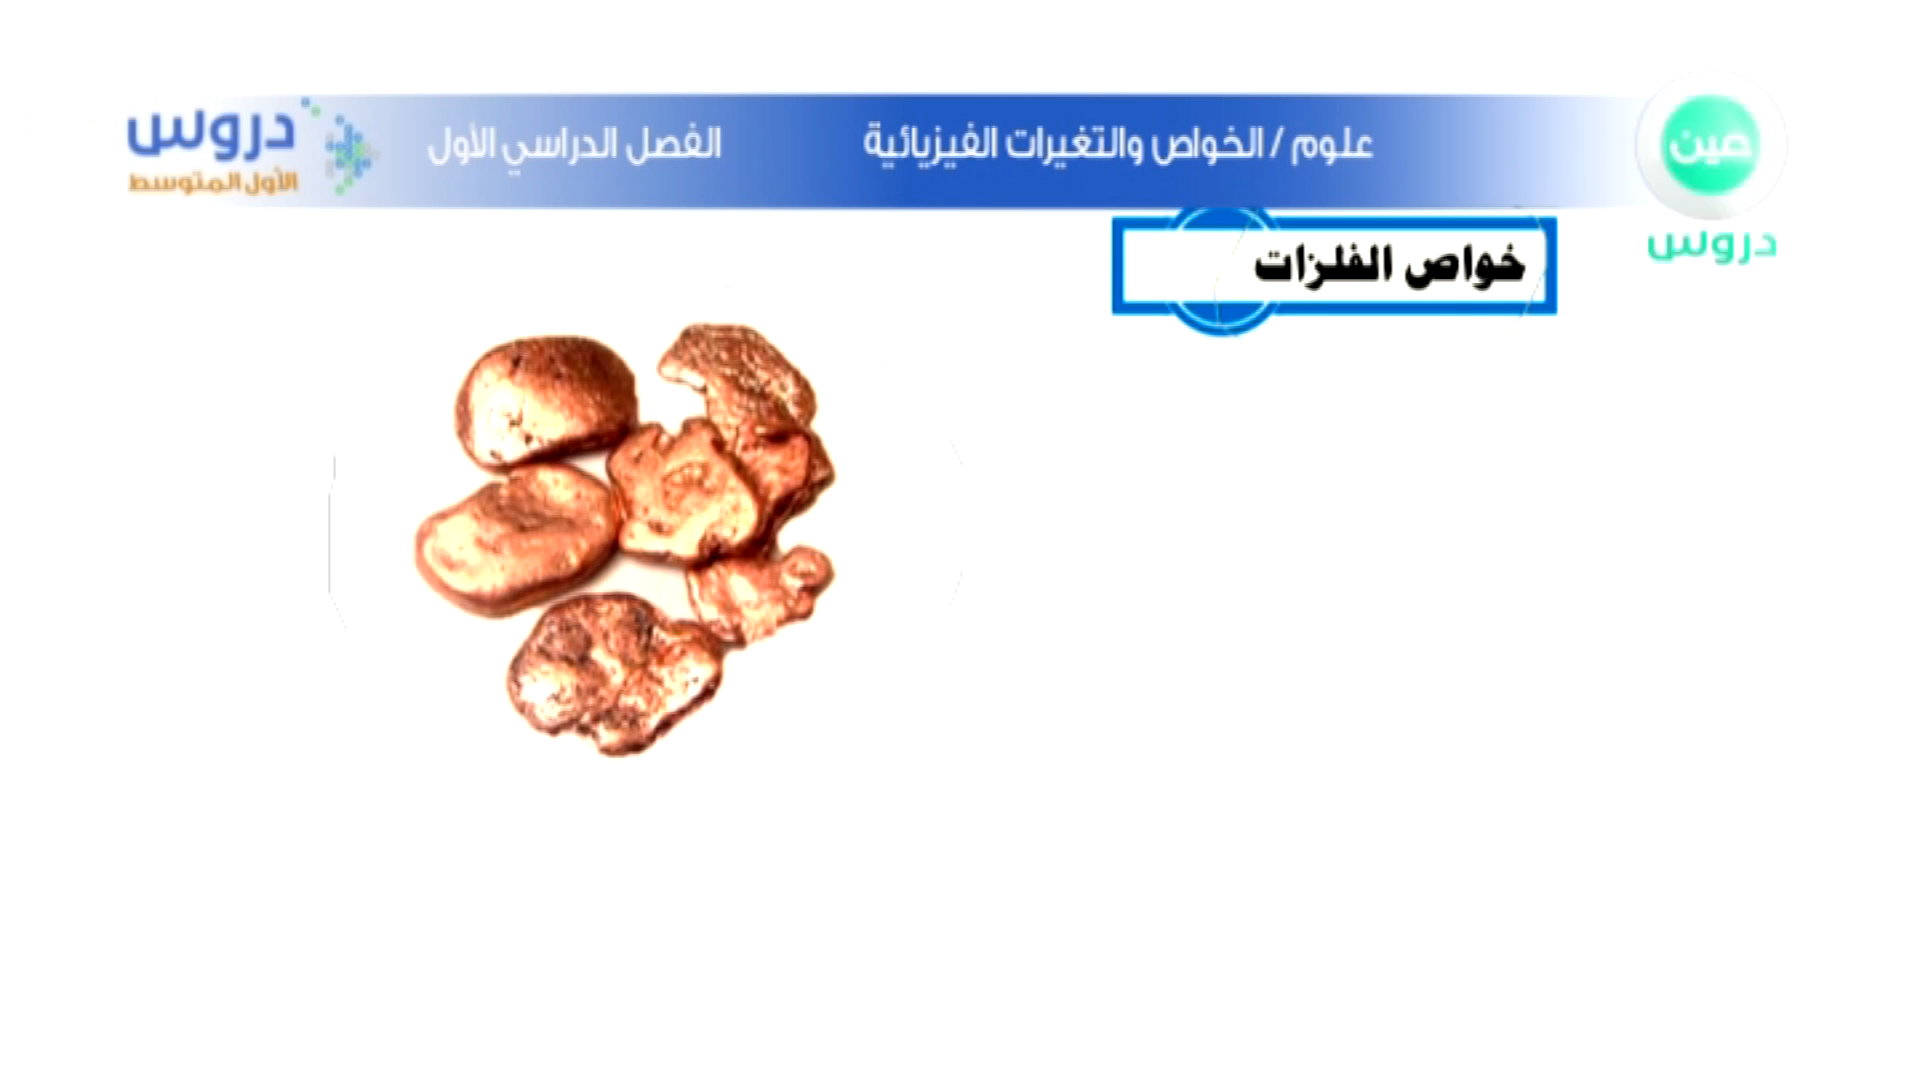 عين
دروس
علوم / الخواص والتغيرات الفيزيائية
الفصل الدراسي الأول
دروس
الأول المتوسط
خواص الفلزات